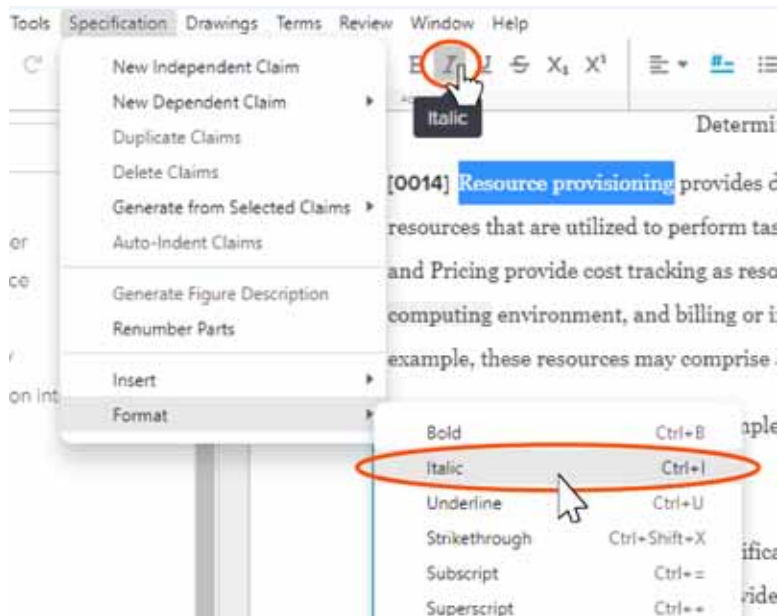 Tools Specification Drawings Terms Review Window Help
New Independent Claim
New Dependent Claim
Duplicate Claims
Delete Claims
Generate from Selected Claims
Auto-Indent Claims
Generate Figure Description
Renumber Parts
Insert
Format
B I U S X₁ X¹
Italic
[0014] Resource provisioning provides
resources that are utilized to perform
and Pricing provide cost tracking as
computing environment, and billing or
example, these resources may comprise
Bold Ctrl+B
Italic Ctrl+I
Underline Ctrl+U
Strikethrough Ctrl+Shift+X
Subscript Ctrl+=
Superscript Ctrl++